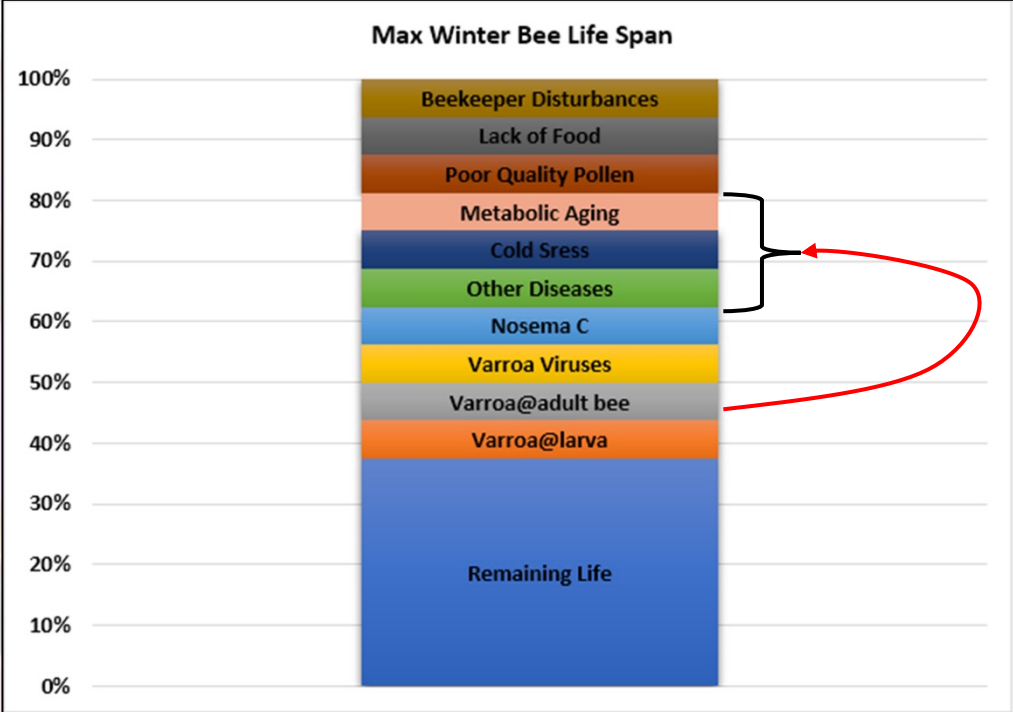 Max Winter Bee Life Span
100%
90%
80%
70%
60%
50%
40%
30%
20%
10%
0%
Beekeeper Disturbances
Lack of Food
Poor Quality Pollen
Metabolic Aging
Cold Sress
Other Diseases
Nosema C
Varroa Viruses
Varroa@adult bee
Varroa@larva
Remaining Life